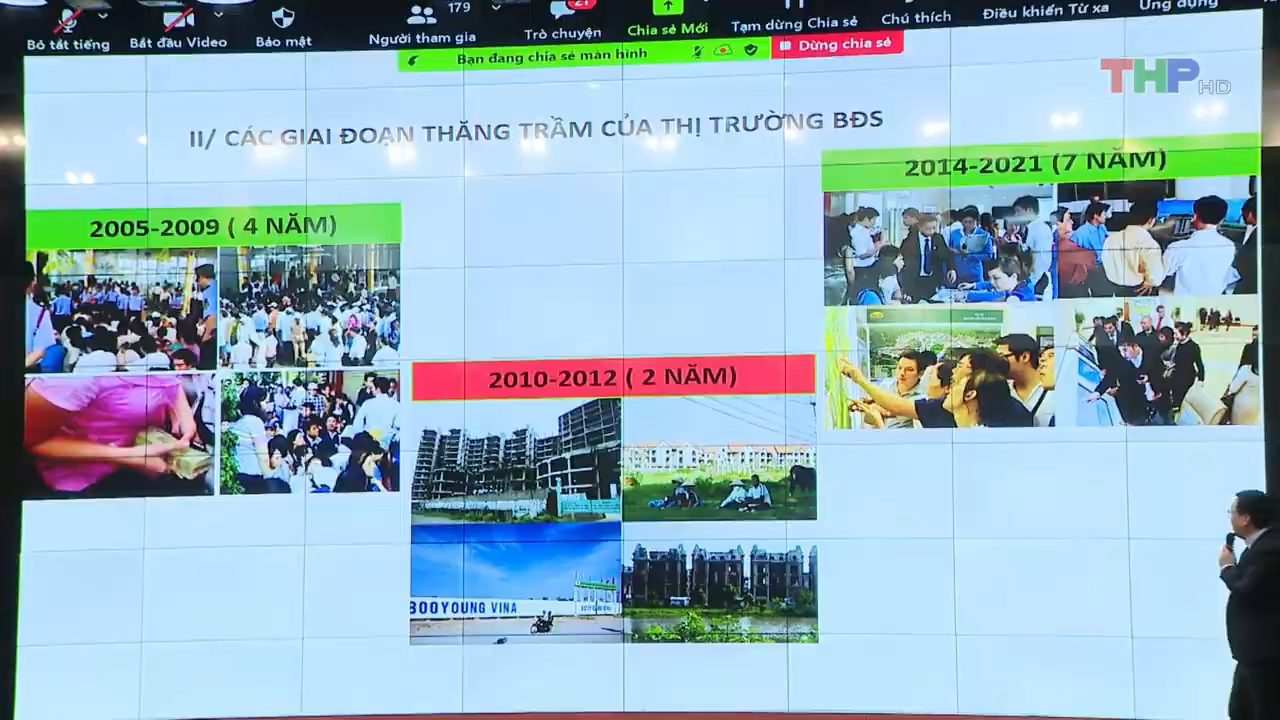 179
21
Bỏ tắt tiếng
Bắt đầu Video
Bảo mật
Người tham gia
Trò chuyện
Chia sẻ Mới
Tạm dừng Chia sẻ
Chú thích
Điều khiển Từ xa
Ứng dụng
Bạn đang chia sẻ màn hình
Dừng chia sẻ
THP HD
II/ CÁC GIAI ĐOẠN THĂNG TRẦM CỦA THỊ TRƯỜNG BĐS
2014-2021 (7 NĂM)
2005-2009 ( 4 NĂM)
2010-2012 ( 2 NĂM)
BOOYOUNG VINA